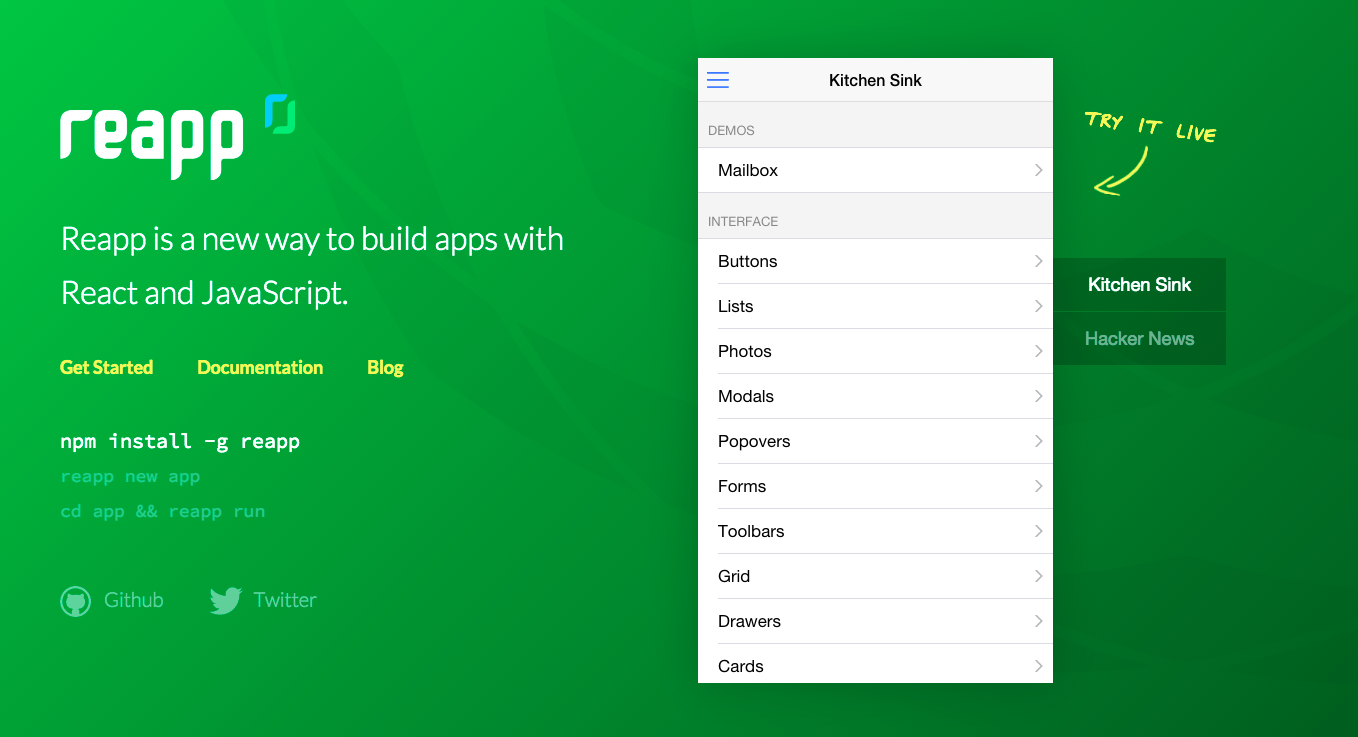 reapp
Reapp is a new way to build apps with
React and JavaScript.
Get Started Documentation Blog
npm install -g reapp
reapp new app
cd app && reapp run
Github Twitter
Kitchen Sink
DEMOS
Mailbox
INTERFACE
Buttons
Lists
Photos
Modals
Popovers
Forms
Toolbars
Grid
Drawers
Cards
TRY IT LIVE
Kitchen Sink
Hacker News